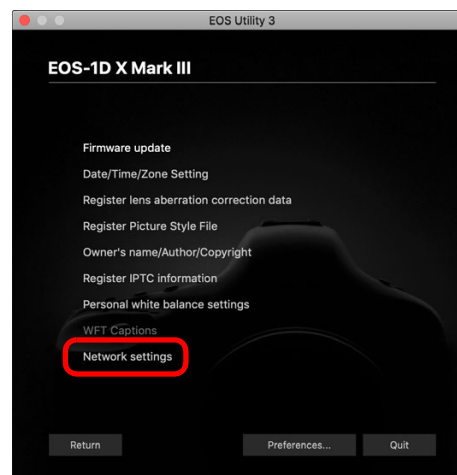 EOS Utility 3
EOS-1D X Mark III
Firmware update
Date/Time/Zone Setting
Register lens aberration correction data
Register Picture Style File
Owner's name/Author/Copyright
Register IPTC information
Personal white balance settings
WFT Captions
Network settings
Return Preferences... Quit